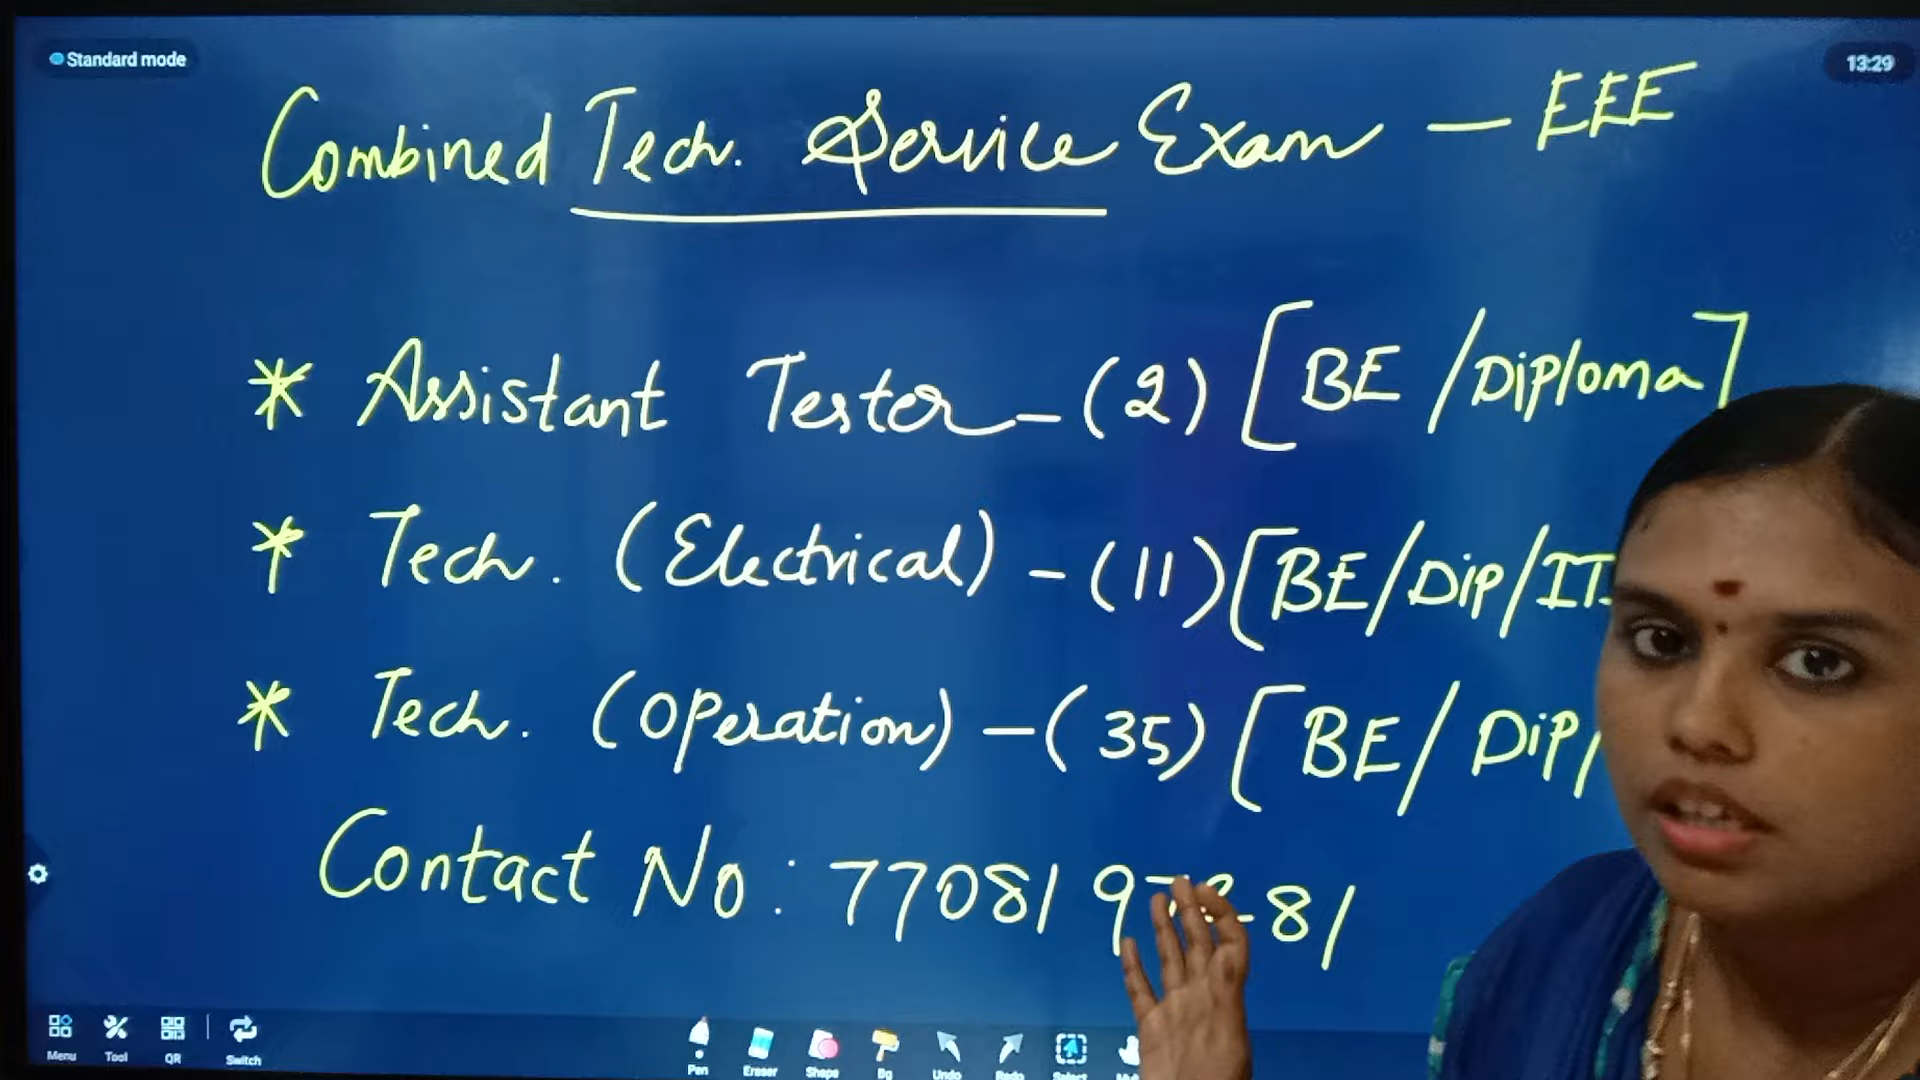 Standard mode
13:29
Combined Tech. Service Exam – EEE
* Assistant Tester – (2) [BE /Diploma]
* Tech. (Electrical) – (11) [BE/Dip/IT
* Tech. (Operation) – (35) [BE/ Dip/
Contact No : 77081 81
Menu Tool QR Switch Pen Eraser Shape Bg Undo Redo Select